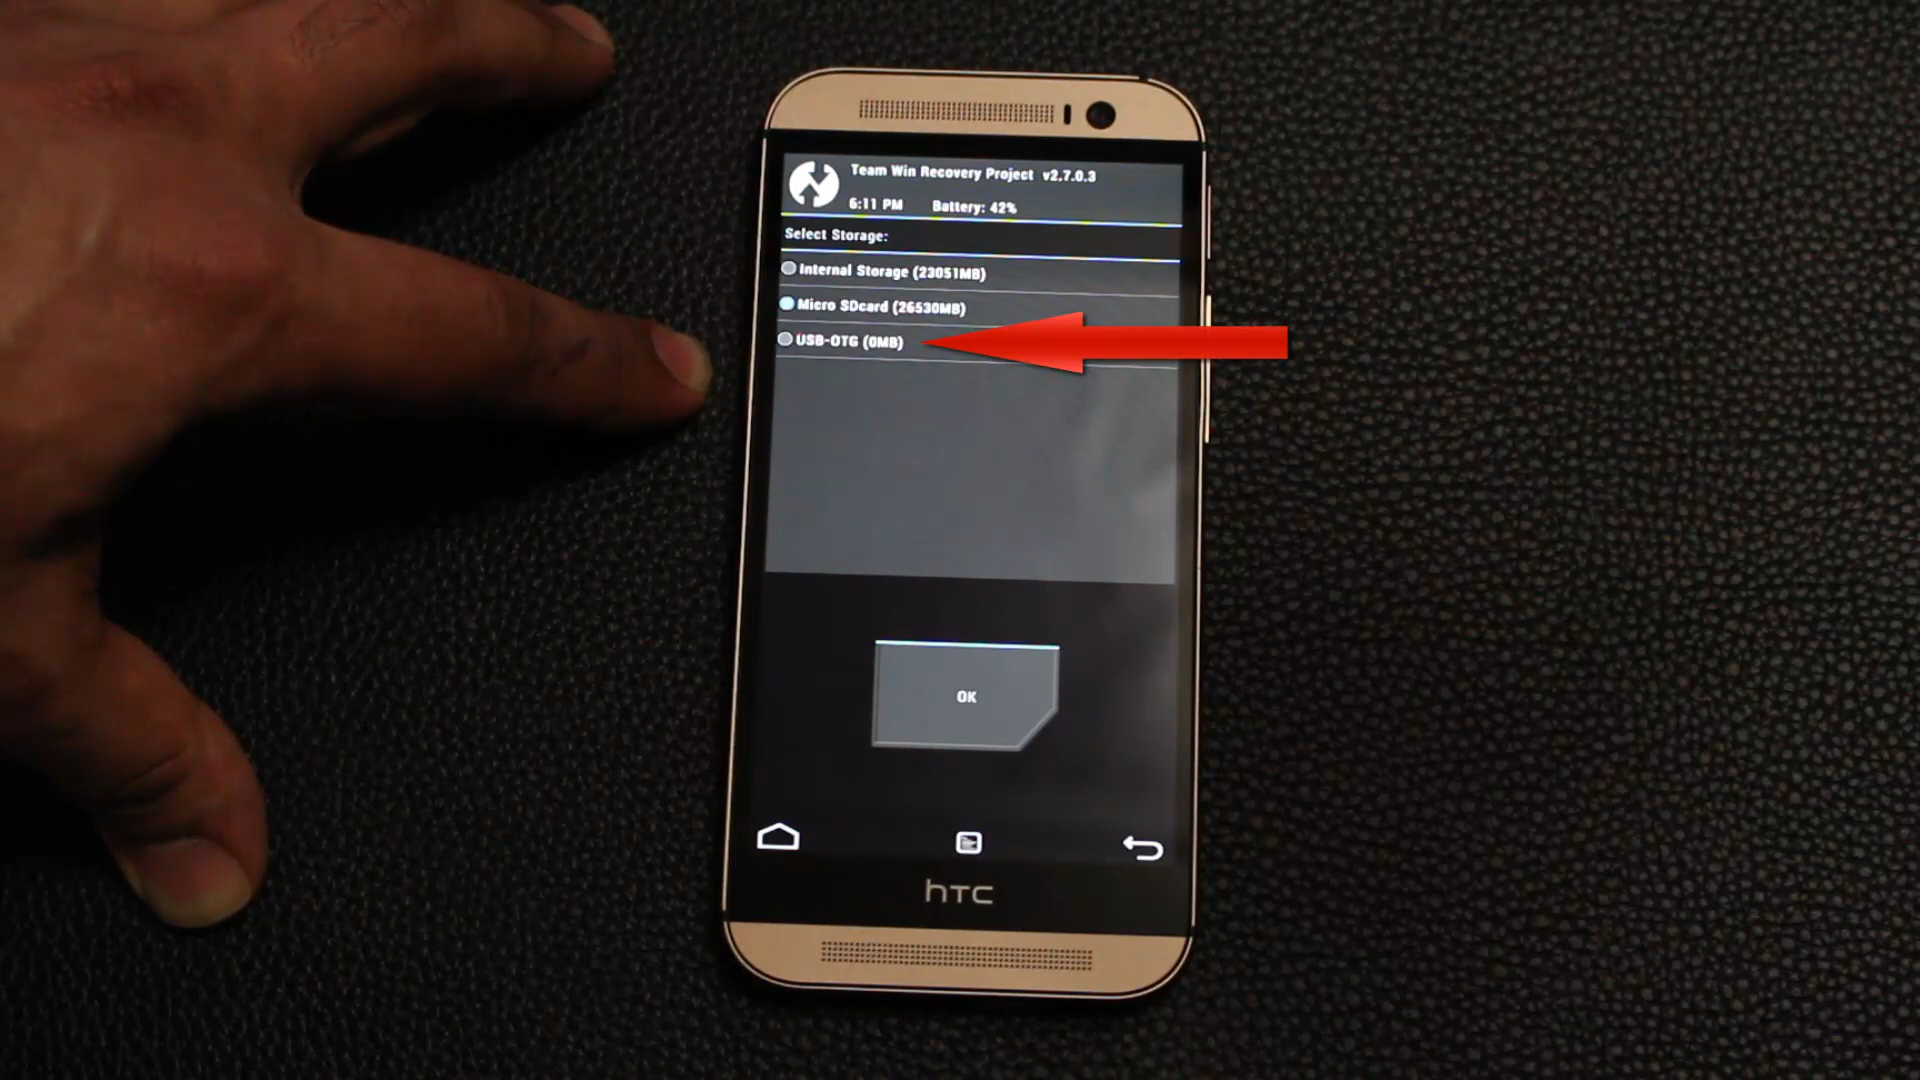 Team Win Recovery Project v2.7.0.3
6:11 PM Battery: 42%
Select Storage:
Internal Storage (23051MB)
Micro SDcard (26530MB)
USB-OTG (0MB)
OK
hTC